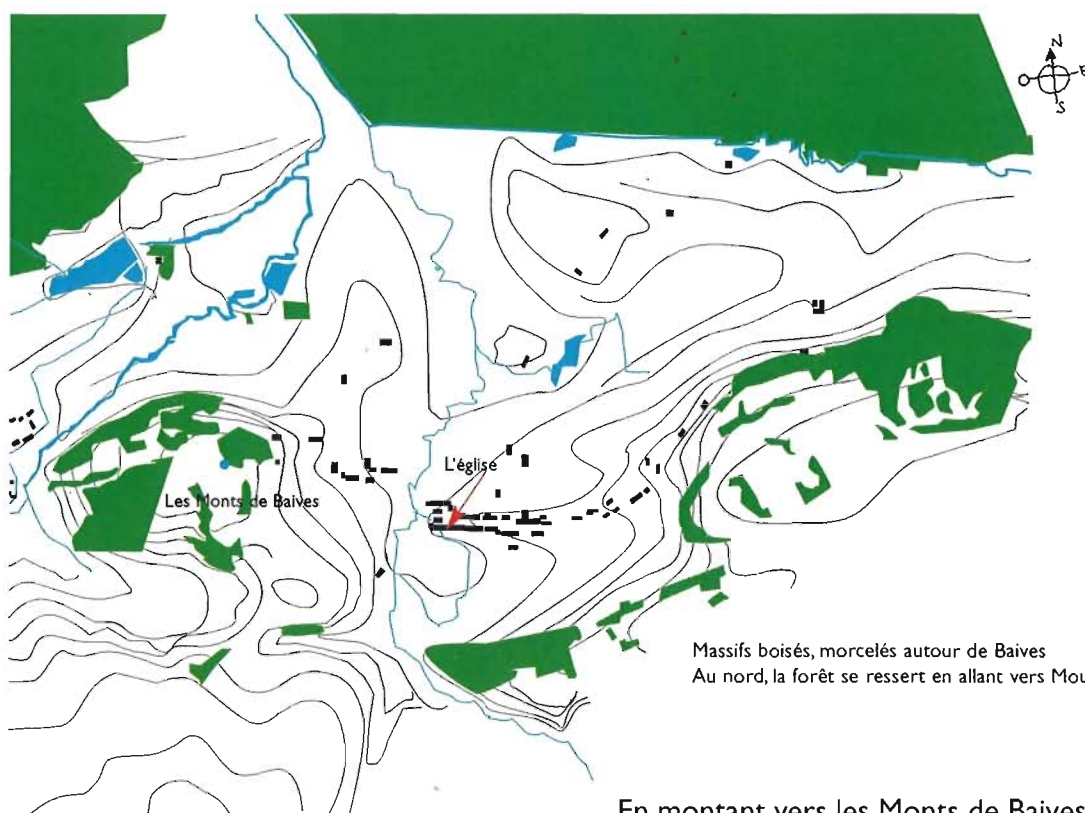 N
E
S
L'église
Les Monts de Baives
Massifs boisés, morcelés autour de Baives
Au nord, la forêt se ressert en allant vers
En montant vers les Monts de Baives